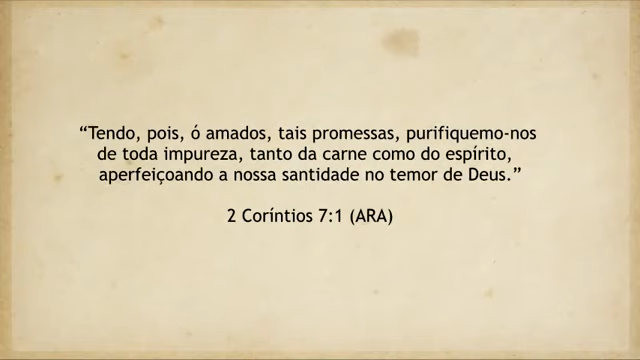 “Tendo, pois, ó amados, tais promessas, purifiquemo-nos
de toda impureza, tanto da carne como do espírito,
aperfeiçoando a nossa santidade no temor de Deus.”
2 Coríntios 7:1 (ARA)